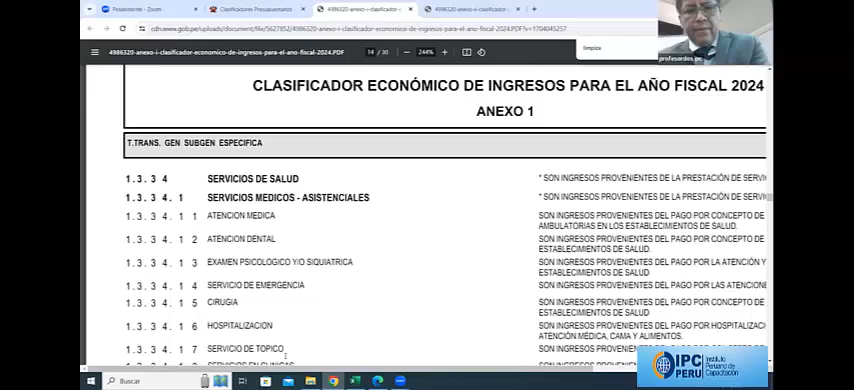 Posasistente - Zoom
Clasificadores Presupuestarios
4986320-anexo-i-clasificador-
4986320-anexo-i-clasificador-
cdn.www.gob.pe/uploads/document/file/5627852/4986320-anexo-i-clasificador-economico-de-ingresos-para-el-ano-fiscal-2024.PDF?v=1704045257
4986320-anexo-i-clasificador-economico-de-ingresos-para-el-ano-fiscal-2024.PDF
14 / 30
246%
limpiza
profesordos ipc
CLASIFICADOR ECONÓMICO DE INGRESOS PARA EL AÑO FISCAL 2024
ANEXO 1
T.TRANS. GEN SUBGEN ESPECIFICA
1.3.3 4 SERVICIOS DE SALUD * SON INGRESOS PROVENIENTES DE LA PRESTACIÓN DE SERVI
1.3.3 4. 1 SERVICIOS MEDICOS - ASISTENCIALES * SON INGRESOS PROVENIENTES DE LA PRESTACIÓN DE SERVI
1.3.3 4. 1 1 ATENCION MEDICA SON INGRESOS PROVENIENTES DEL PAGO POR CONCEPTO DE
AMBULATORIAS EN LOS ESTABLECIMIENTOS DE SALUD.
1.3.3 4. 1 2 ATENCION DENTAL SON INGRESOS PROVENIENTES DEL PAGO POR CONCEPTO DE
ESTABLECIMIENTOS DE SALUD.
1.3.3 4. 1 3 EXAMEN PSICOLOGICO Y/O SIQUIATRICA SON INGRESOS PROVENIENTES DEL PAGO POR LA ATENCIÓN Y
ESTABLECIMIENTOS DE SALUD
1.3.3 4. 1 4 SERVICIO DE EMERGENCIA SON INGRESOS PROVENIENTES DEL PAGO POR LAS ATENCIONE
1.3.3 4. 1 5 CIRUGIA SON INGRESOS PROVENIENTES DEL PAGO POR CONCEPTO DE
ESTABLECIMIENTOS DE SALUD
1.3.3 4. 1 6 HOSPITALIZACION SON INGRESOS PROVENIENTES DEL PAGO POR HOSPITALIZACI
ATENCIÓN MÉDICA, CAMA Y ALIMENTOS.
1.3.3 4. 1 7 SERVICIO DE TOPICO
SERVICIOS EN CLINICAS
IPC PERU
Instituto
Peruano de
Capacitación
Buscar